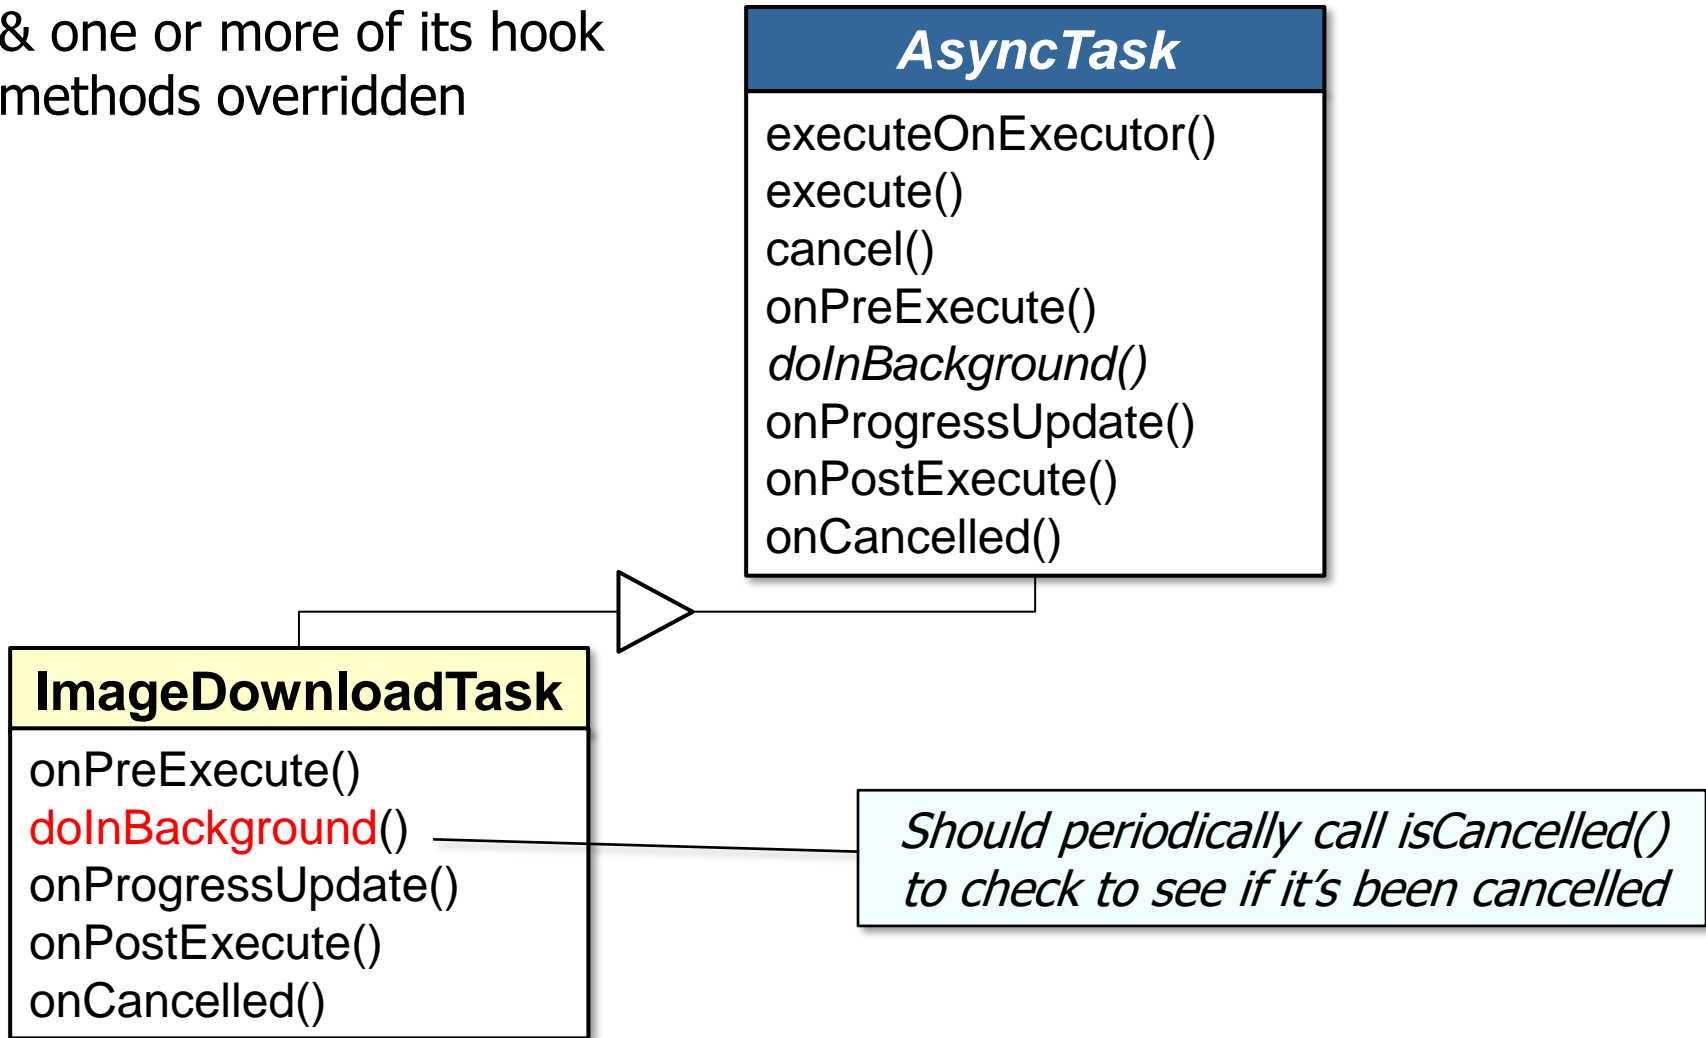 & one or more of its hook
methods overridden
AsyncTask
executeOnExecutor()
execute()
cancel()
onPreExecute()
doInBackground()
onProgressUpdate()
onPostExecute()
onCancelled()
ImageDownloadTask
onPreExecute()
doInBackground()
onProgressUpdate()
onPostExecute()
onCancelled()
Should periodically call isCancelled()
to check to see if it’s been cancelled